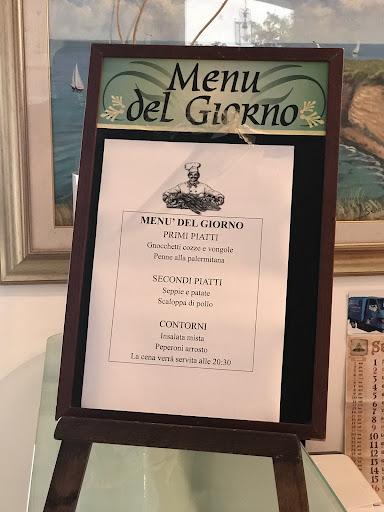 Menu
del Giorno
MENU' DEL GIORNO
PRIMI PIATTI
Gnocchetti cozze e vongole
Penne alla palermitana
SECONDI PIATTI
Seppie e patate
Scaloppa di pollo
CONTORNI
Insalata mista
Peperoni arrosto
La cena verrà servita alle 20:30